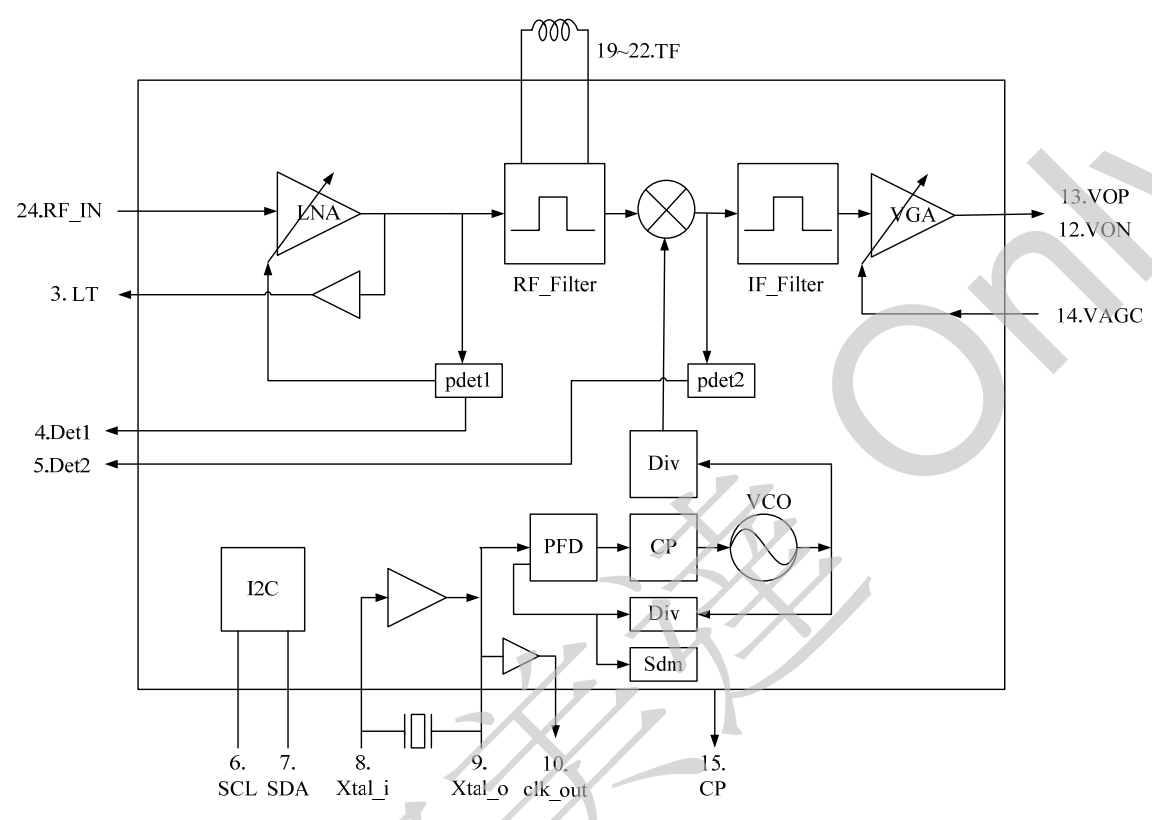 19~22.TF
24.RF_IN
LNA
VGA
13.VOP
12.VON
RF_Filter
IF_Filter
3. LT
14.VAGC
pdet1
pdet2
4.Det1
5.Det2
Div
VCO
PFD
CP
I2C
Div
Sdm
6.
SCL
7.
SDA
8.
Xtal_i
9.
Xtal_o
10.
clk_out
15.
CP
Only